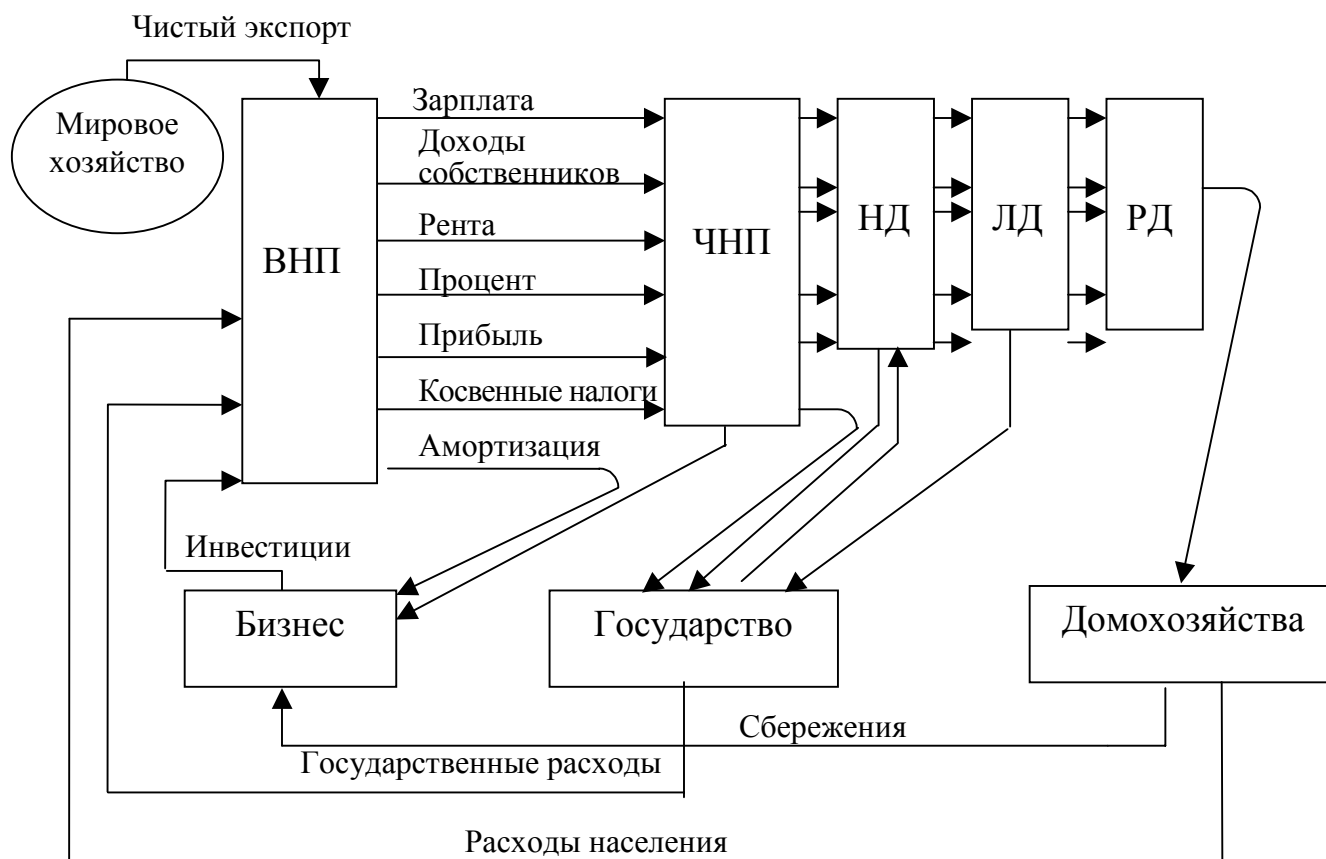 Чистый экспорт
Мировое
хозяйство
ВНП
Зарплата
Доходы
собственников
Рента
Процент
Прибыль
Косвенные налоги
Амортизация
ЧНП
НД
ЛД
РД
Инвестиции
Бизнес
Государство
Домохозяйства
Сбережения
Государственные расходы
Расходы населения